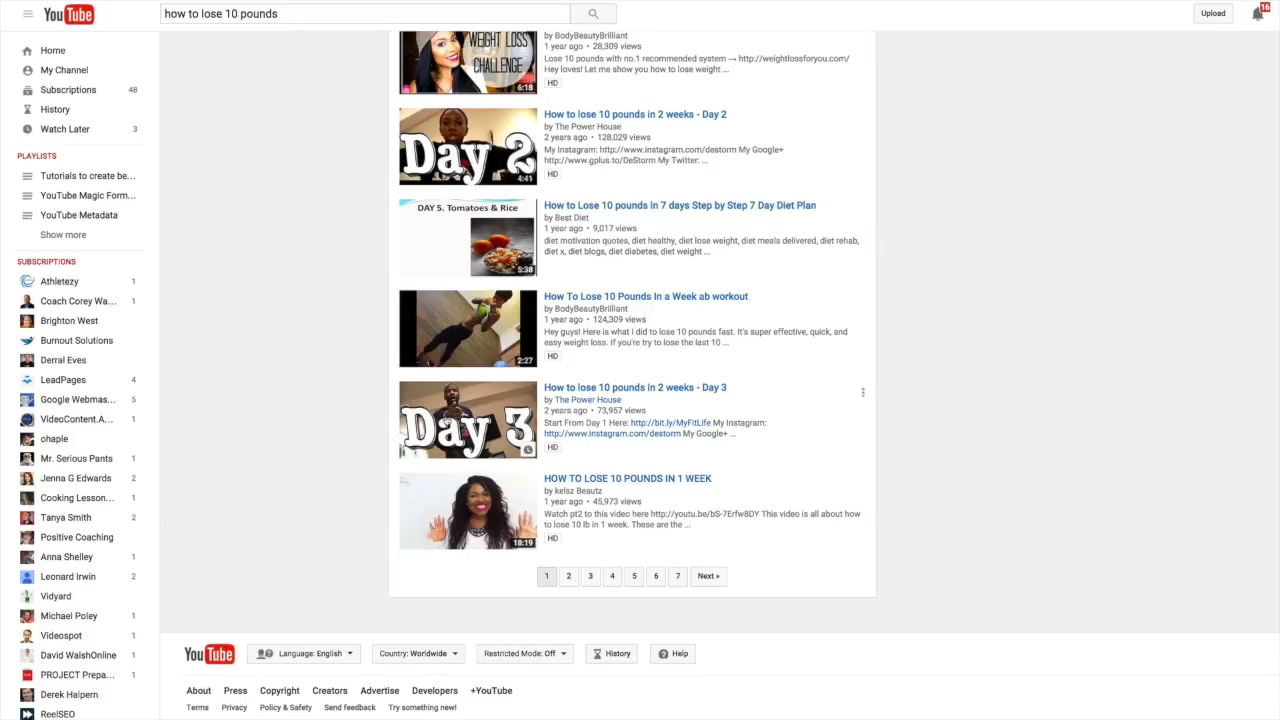 YouTube
how to lose 10 pounds
Upload
16
Home
My Channel
Subscriptions 48
History
Watch Later 3
PLAYLISTS
Tutorials to create be...
YouTube Magic Form...
YouTube Metadata
Show more
SUBSCRIPTIONS
Athletezy 1
Coach Corey Wa... 1
Brighton West
Burnout Solutions
Derral Eves
LeadPages 4
Google Webmas... 5
VideoContent.A... 1
ohaple
Mr. Serious Pants 1
Jenna G Edwards 2
Cooking Lesson...
Tanya Smith 2
Positive Coaching
Anna Shelley 1
Leonard Irwin 2
Vidyard
Michael Poley 1
Videospot 1
David WalshOnline 1
PROJECT Prepa... 1
Derek Halpern
ReelSEO
WEIGHT LOSS
CHALLENGE
6:18
by BodyBeautyBrilliant
1 year ago • 28,309 views
Lose 10 pounds with no.1 recommended system → http://weightlossforyou.com/
Hey loves! Let me show you how to lose weight ...
HD
Day 2
4:41
How to lose 10 pounds in 2 weeks - Day 2
by The Power House
2 years ago • 128,029 views
My Instagram: http://www.instagram.com/destorm My Google+
http://www.gplus.to/DeStorm My Twitter: ...
HD
DAY 5. Tomatoes & Rice
5:38
How to Lose 10 pounds in 7 days Step by Step 7 Day Diet Plan
by Best Diet
1 year ago • 9,017 views
diet motivation quotes, diet healthy, diet lose weight, diet meals delivered, diet rehab,
diet x, diet blogs, diet diabetes, diet weight ...
2:27
How To Lose 10 Pounds In a Week ab workout
by BodyBeautyBrilliant
1 year ago • 124,309 views
Hey guys! Here is what I did to lose 10 pounds fast. It's super effective, quick, and
easy weight loss. If you're try to lose the last 10 ...
HD
Day 3
How to lose 10 pounds in 2 weeks - Day 3
by The Power House
2 years ago • 73,957 views
Start From Day 1 Here: http://bit.ly/MyFitLife My Instagram:
http://www.instagram.com/destorm My Google+ ...
HD
18:19
HOW TO LOSE 10 POUNDS IN 1 WEEK
by kelsz Beautz
1 year ago • 45,973 views
Watch pt2 to this video here http://youtu.be/bS-7Erfw8DY This video is all about how
to lose 10 lb in 1 week. These are the ...
HD
1 2 3 4 5 6 7 Next »
YouTube
Language: English
Country: Worldwide
Restricted Mode: Off
History
Help
About Press Copyright Creators Advertise Developers +YouTube
Terms Privacy Policy & Safety Send feedback Try something new!